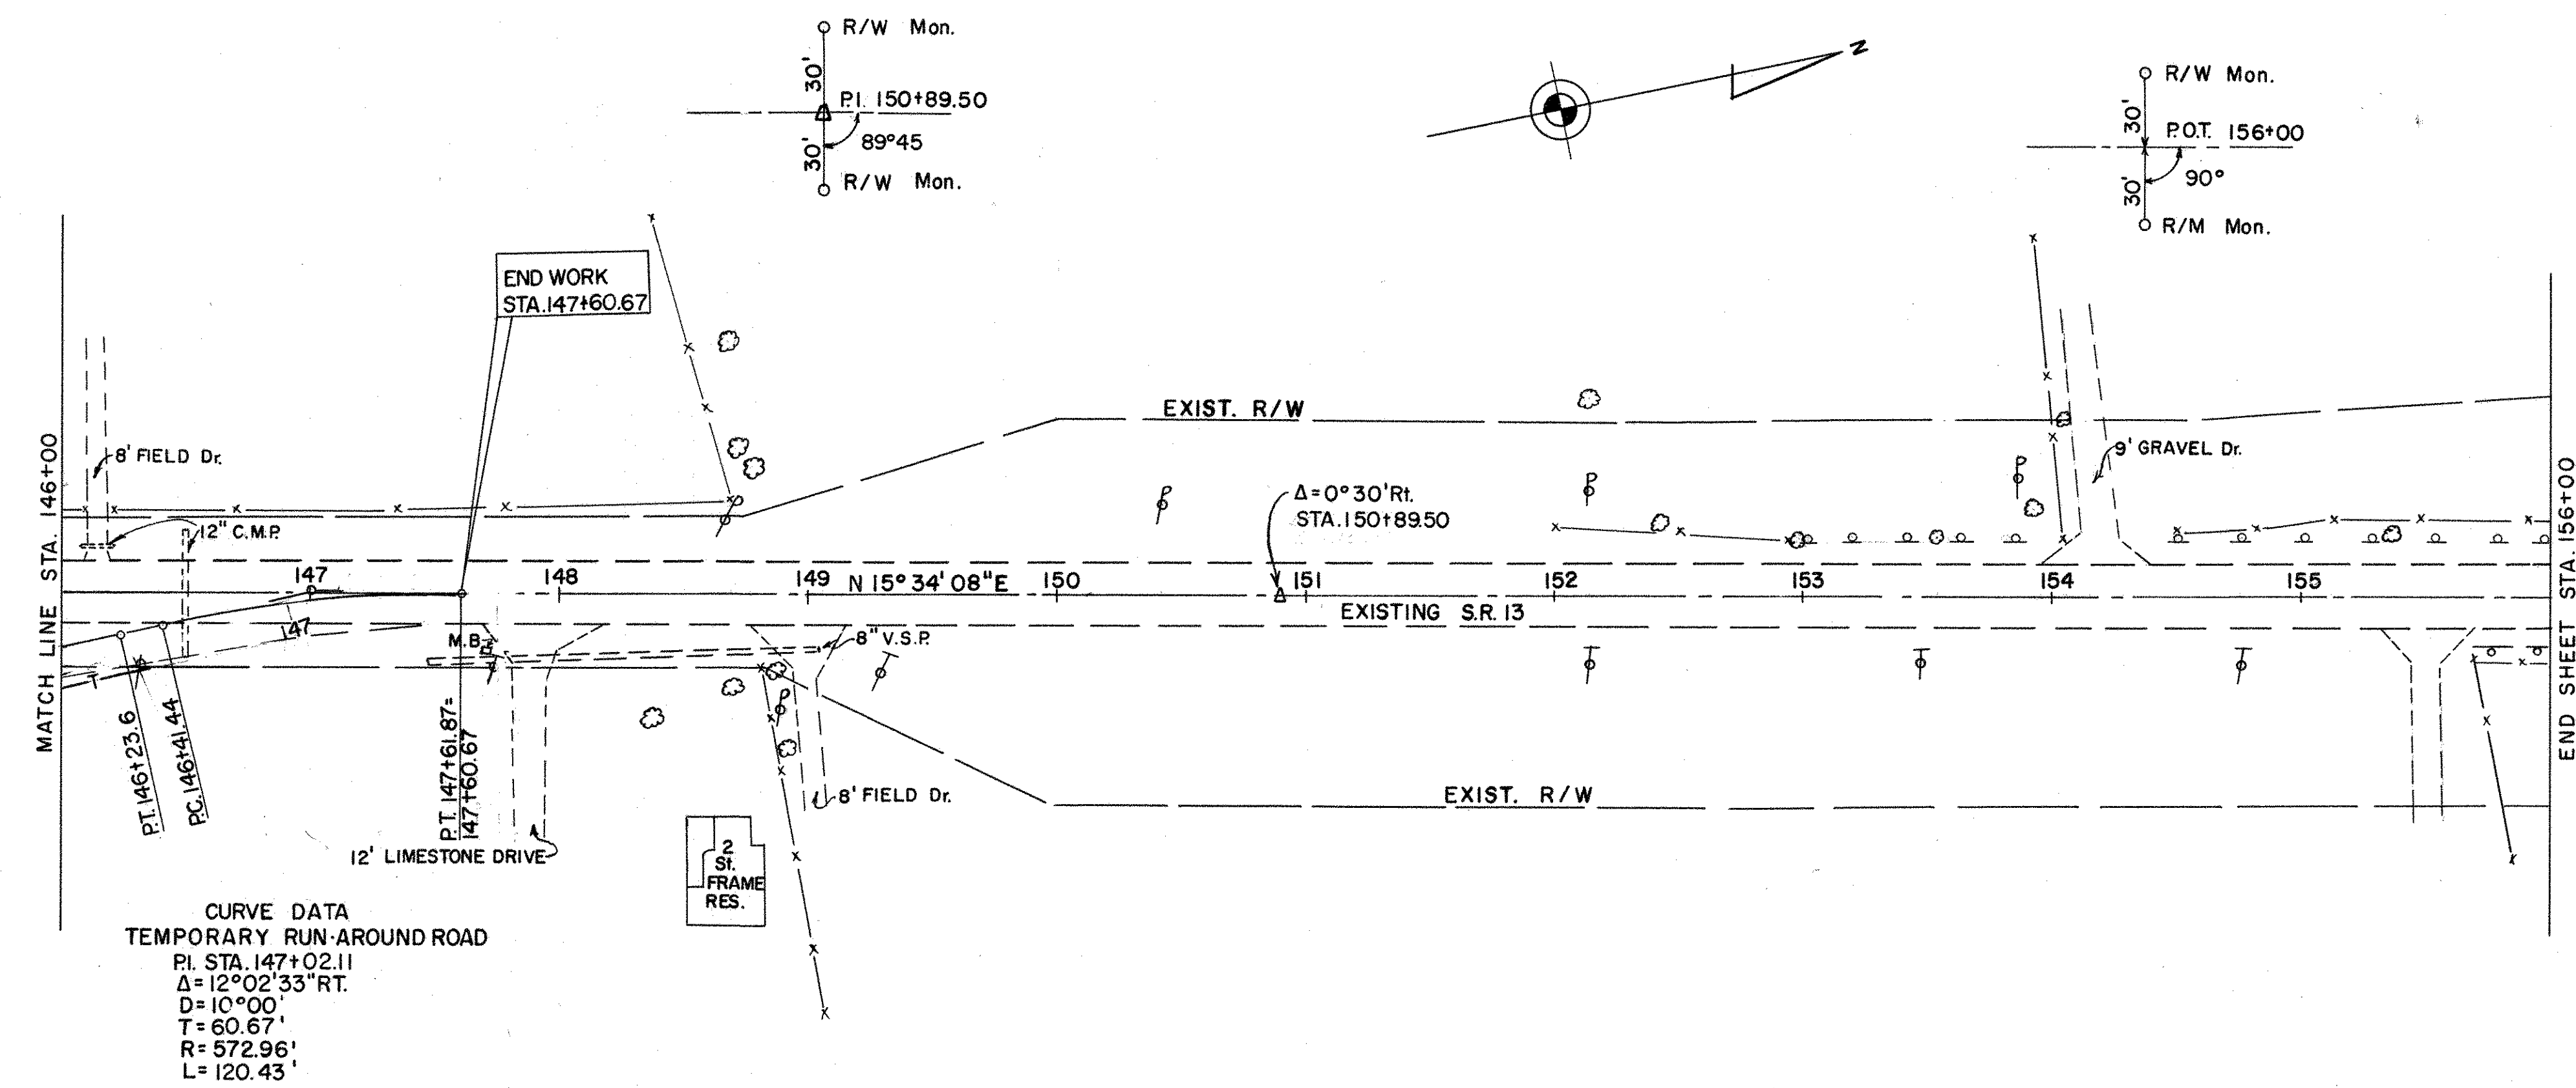 R/W Mon.
30'
P.I. 150+89.50
89°45
30'
R/W Mon.
N
R/W Mon.
30'
P.O.T. 156+00
90°
30'
R/M Mon.
END WORK
STA.147+60.67
MATCH LINE STA. 146+00
8' FIELD Dr.
12" C.M.P.
EXIST. R/W
Δ=0°30'Rt.
STA.150+89.50
9' GRAVEL Dr.
END SHEET STA. 156+00
147
148
149
N 15° 34' 08" E
150
151
152
153
154
155
EXISTING S.R. 13
147
M.B.
8" V.S.P.
P.T. 146+23.6
P.C. 146+41.44
P.T. 147+61.87=
147+60.67
12' LIMESTONE DRIVE
8' FIELD Dr.
EXIST. R/W
2
St.
FRAME
RES.
CURVE DATA
TEMPORARY RUN-AROUND ROAD
P.I. STA. 147+02.11
Δ=12°02'33"RT.
D=10°00'
T=60.67'
R=572.96'
L=120.43'